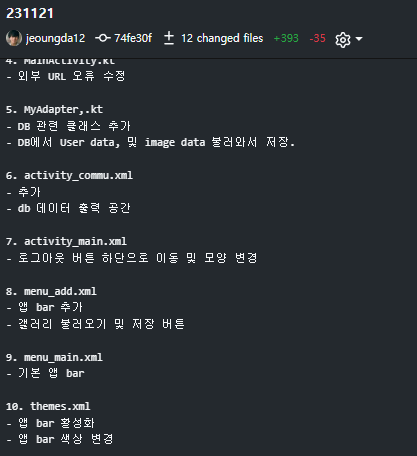 231121
jeoungda12 74fe30f 12 changed files +393 -35
4. MainActivity.kt
- 외부 URL 오류 수정
5. MyAdapter,.kt
- DB 관련 클래스 추가
- DB에서 User data, 및 image data 불러와서 저장.
6. activity_commu.xml
- 추가
- db 데이터 출력 공간
7. activity_main.xml
- 로그아웃 버튼 하단으로 이동 및 모양 변경
8. menu_add.xml
- 앱 bar 추가
- 갤러리 불러오기 및 저장 버튼
9. menu_main.xml
- 기본 앱 bar
10. themes.xml
- 앱 bar 활성화
- 앱 bar 색상 변경